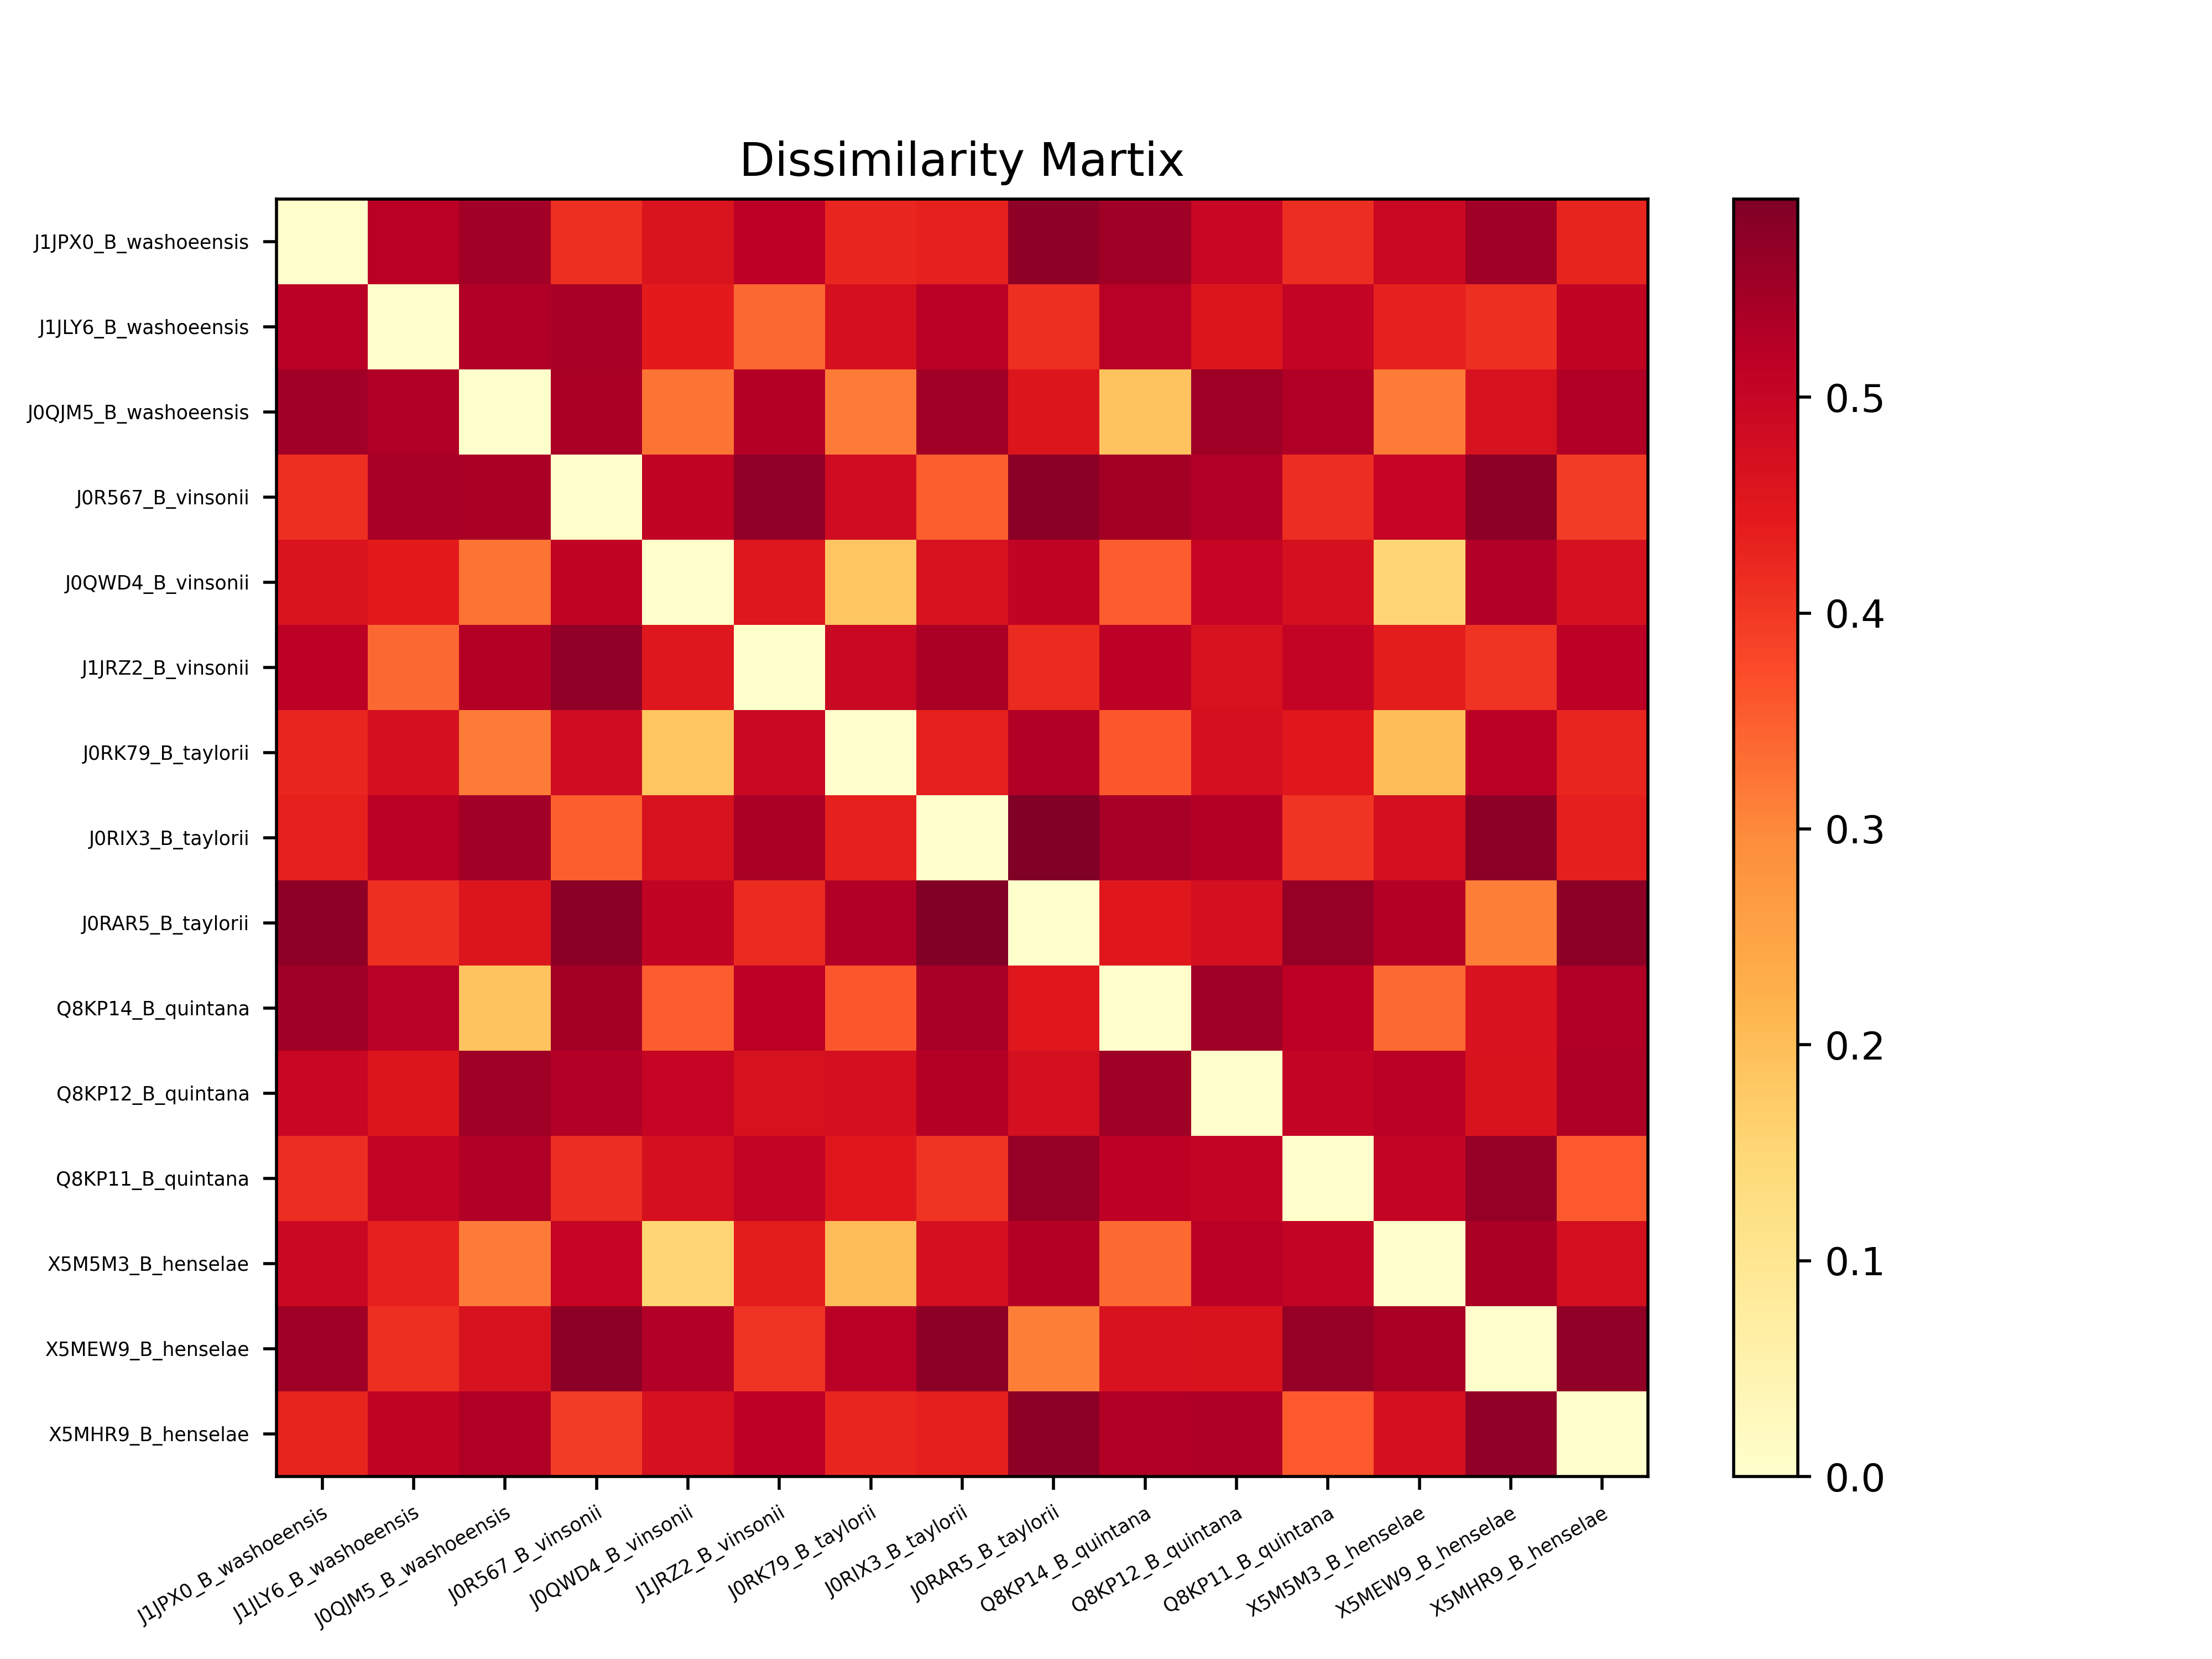 Dissimilarity Martix
J1JPX0_B_washoeensis
J1JLY6_B_washoeensis
J0QJM5_B_washoeensis
J0R567_B_vinsonii
J0QWD4_B_vinsonii
J1JRZ2_B_vinsonii
J0RK79_B_taylorii
J0RIX3_B_taylorii
J0RAR5_B_taylorii
Q8KP14_B_quintana
Q8KP12_B_quintana
Q8KP11_B_quintana
X5M5M3_B_henselae
X5MEW9_B_henselae
X5MHR9_B_henselae
J1JPX0_B_washoeensis
J1JLY6_B_washoeensis
J0QJM5_B_washoeensis
J0R567_B_vinsonii
J0QWD4_B_vinsonii
J1JRZ2_B_vinsonii
J0RK79_B_taylorii
J0RIX3_B_taylorii
J0RAR5_B_taylorii
Q8KP14_B_quintana
Q8KP12_B_quintana
Q8KP11_B_quintana
X5M5M3_B_henselae
X5MEW9_B_henselae
X5MHR9_B_henselae
0.5
0.4
0.3
0.2
0.1
0.0